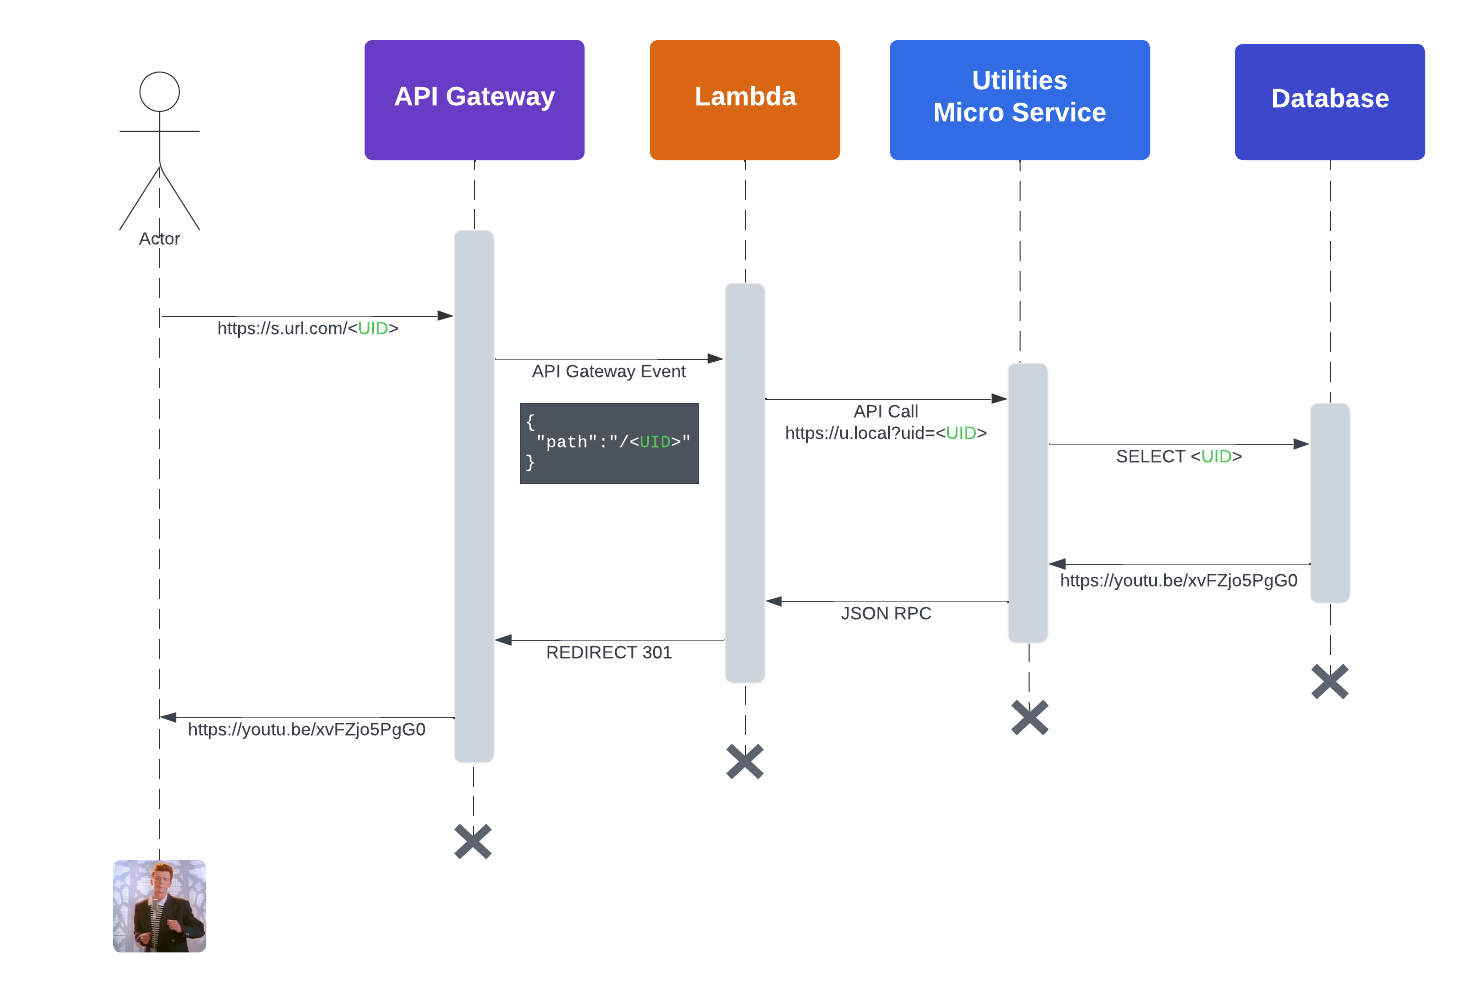 API Gateway
Lambda
Utilities
Micro Service
Database
Actor
https://s.url.com/<UID>
API Gateway Event
{
"path":"/<UID>"
}
API Call
https://u.local?uid=<UID>
SELECT <UID>
https://youtu.be/xvFZjo5PgG0
JSON RPC
REDIRECT 301
https://youtu.be/xvFZjo5PgG0